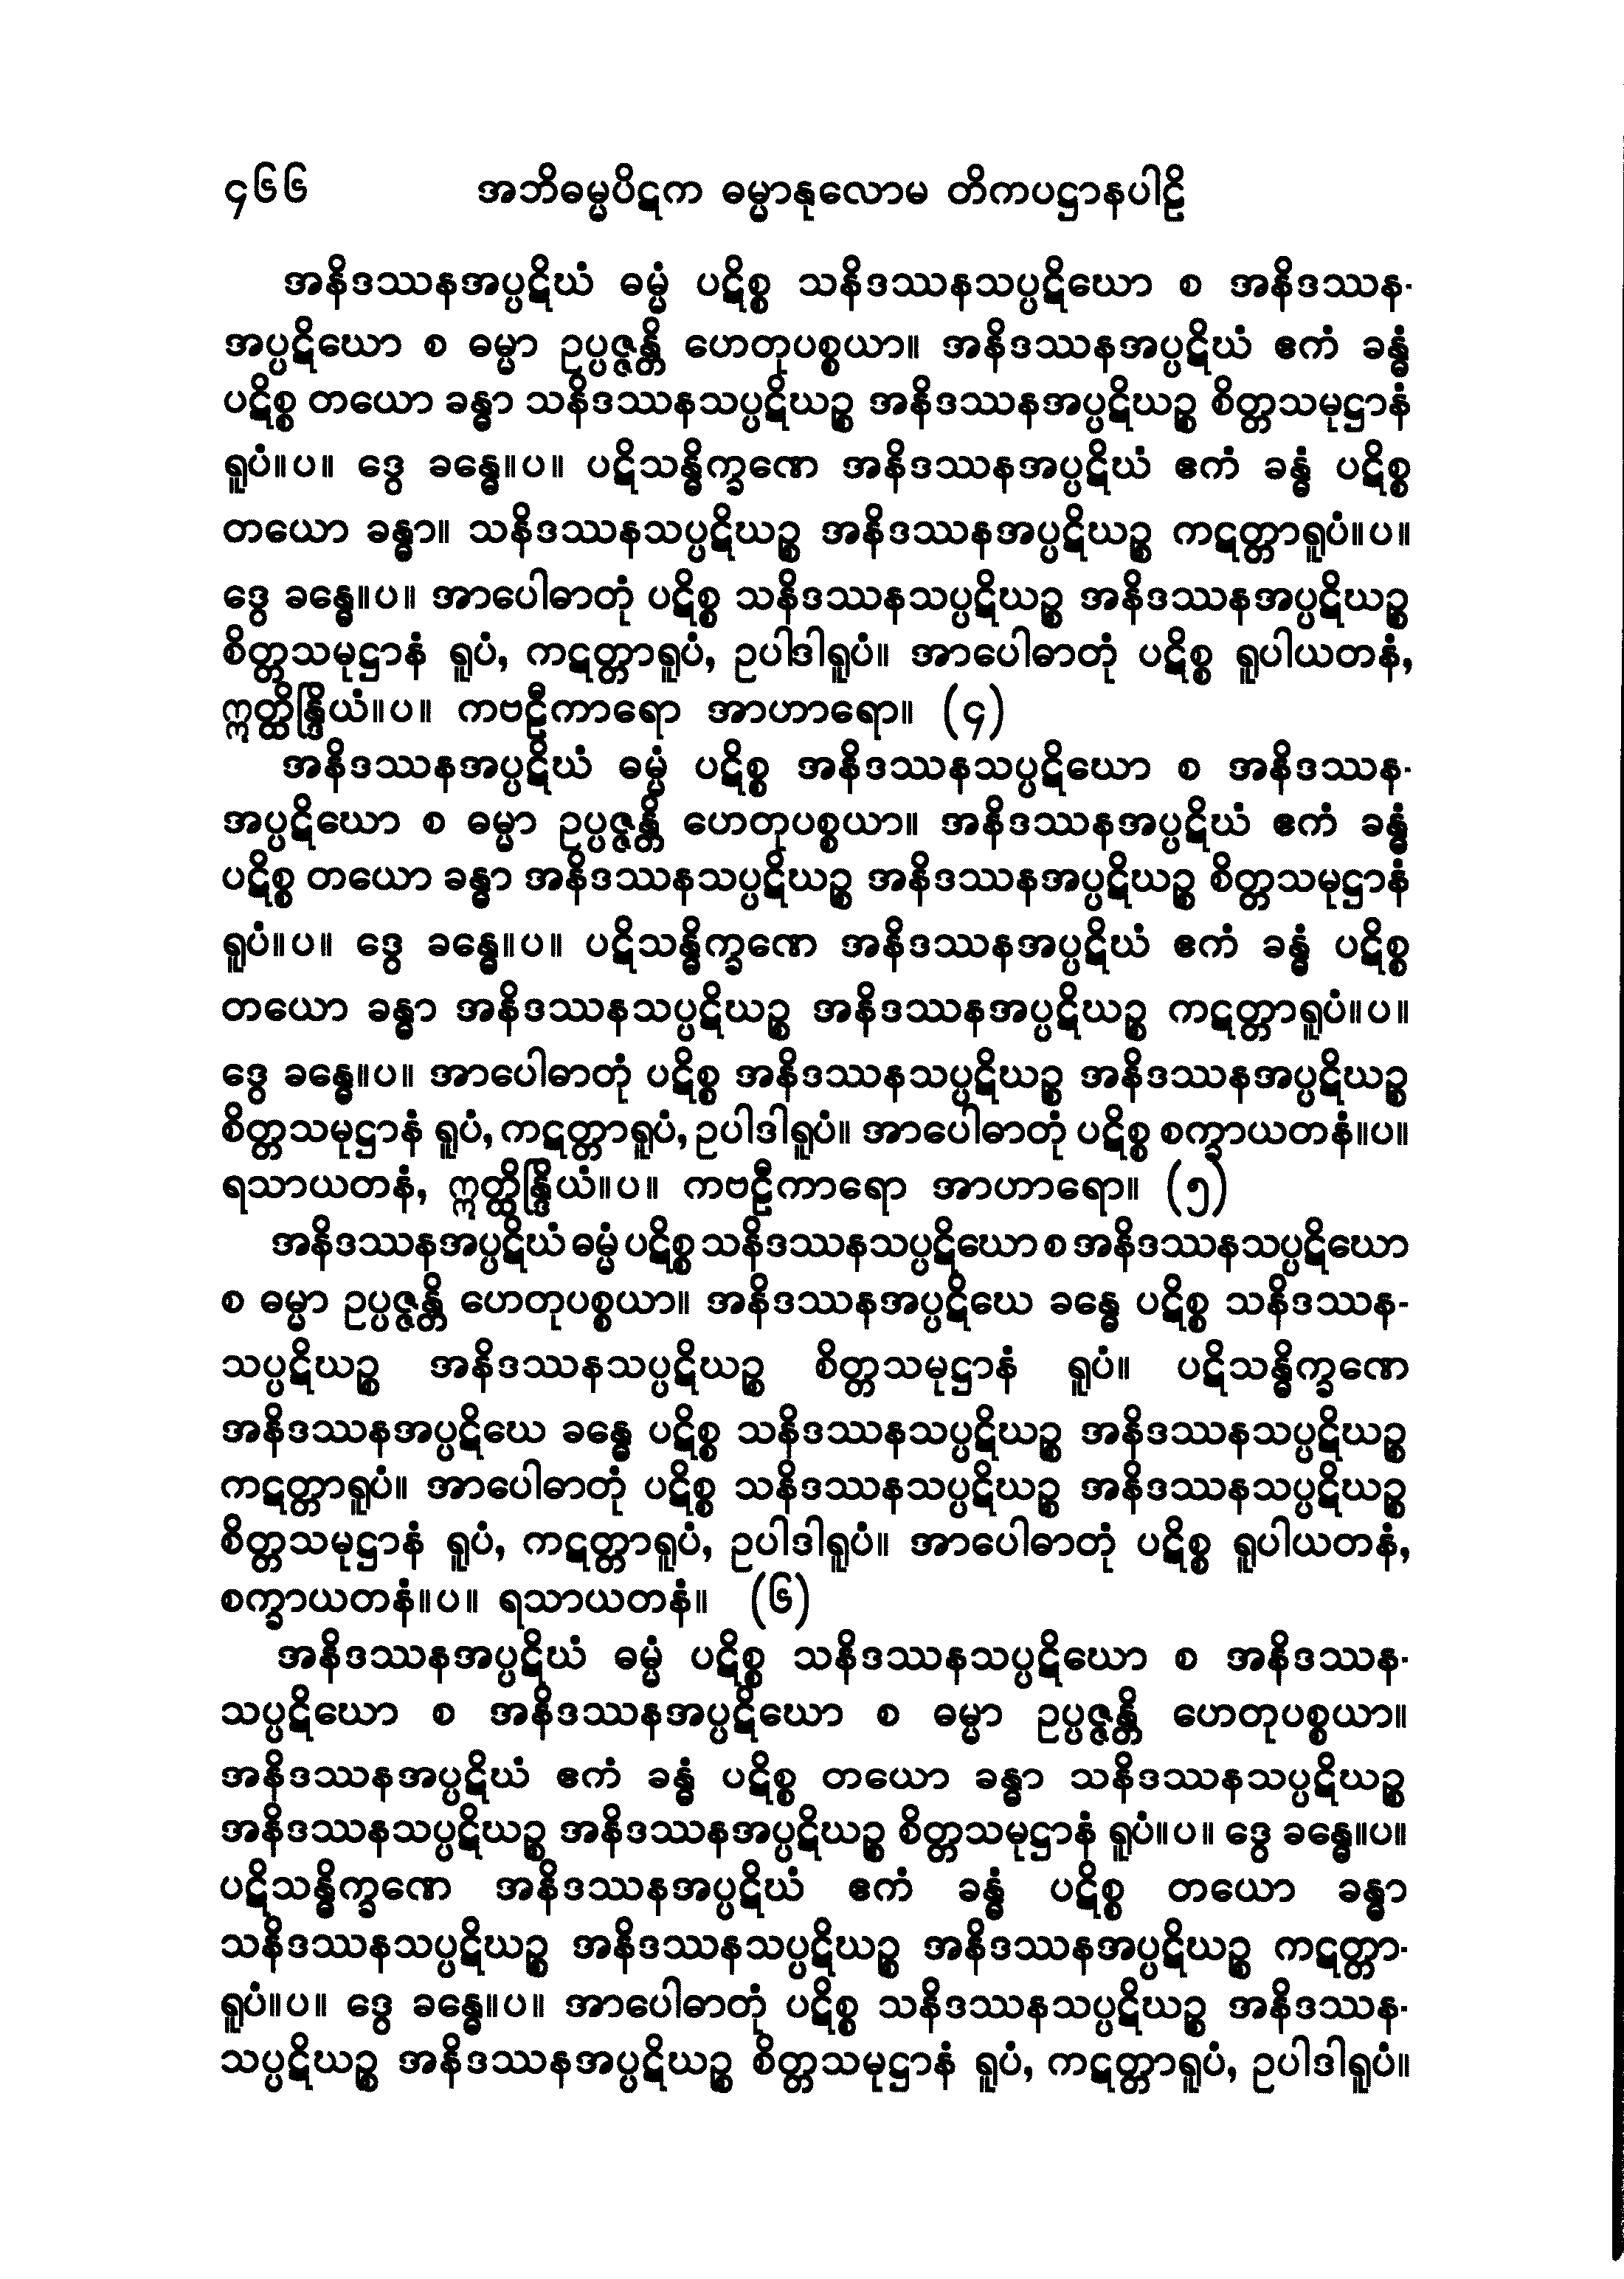 ၄၆၆ အဘိဓမ္မပိဋက ဓမ္မာနုလောမ တိကပဋ္ဌာနပါဠိ
အနိဒဿနအပ္ပဋိဃံ ဓမ္မံ ပဋိစ္စ သနိဒဿနသပ္ပဋိဃော စ အနိဒဿန-
အပ္ပဋိဃော စ ဓမ္မာ ဥပ္ပဇ္ဇန္တိ ဟေတုပစ္စယာ။ အနိဒဿနအပ္ပဋိဃံ ဧကံ ခန္ဓံ
ပဋိစ္စ တယော ခန္ဓာ သနိဒဿနသပ္ပဋိဃဉ္စ အနိဒဿနအပ္ပဋိဃဉ္စ စိတ္တသမုဋ္ဌာနံ
ရူပံ။ပ။ ဒွေ ခန္ဓေ။ပ။ ပဋိသန္ဓိက္ခဏေ အနိဒဿနအပ္ပဋိဃံ ဧကံ ခန္ဓံ ပဋိစ္စ
တယော ခန္ဓာ။ သနိဒဿနသပ္ပဋိဃဉ္စ အနိဒဿနအပ္ပဋိဃဉ္စ ကဋတ္တာရူပံ။ပ။
ဒွေ ခန္ဓေ။ပ။ အာပေါဓာတုံ ပဋိစ္စ သနိဒဿနသပ္ပဋိဃဉ္စ အနိဒဿနအပ္ပဋိဃဉ္စ
စိတ္တသမုဋ္ဌာနံ ရူပံ, ကဋတ္တာရူပံ, ဥပါဒါရူပံ။ အာပေါဓာတုံ ပဋိစ္စ ရူပါယတနံ,
ဣတ္ထိန္ဒြိယံ။ပ။ ကဗဠီကာရော အာဟာရော။ (၄)
အနိဒဿနအပ္ပဋိဃံ ဓမ္မံ ပဋိစ္စ အနိဒဿနသပ္ပဋိဃော စ အနိဒဿန-
အပ္ပဋိဃော စ ဓမ္မာ ဥပ္ပဇ္ဇန္တိ ဟေတုပစ္စယာ။ အနိဒဿနအပ္ပဋိဃံ ဧကံ ခန္ဓံ
ပဋိစ္စ တယော ခန္ဓာ အနိဒဿနသပ္ပဋိဃဉ္စ အနိဒဿနအပ္ပဋိဃဉ္စ စိတ္တသမုဋ္ဌာနံ
ရူပံ။ပ။ ဒွေ ခန္ဓေ။ပ။ ပဋိသန္ဓိက္ခဏေ အနိဒဿနအပ္ပဋိဃံ ဧကံ ခန္ဓံ ပဋိစ္စ
တယော ခန္ဓာ အနိဒဿနသပ္ပဋိဃဉ္စ အနိဒဿနအပ္ပဋိဃဉ္စ ကဋတ္တာရူပံ။ပ။
ဒွေ ခန္ဓေ။ပ။ အာပေါဓာတုံ ပဋိစ္စ အနိဒဿနသပ္ပဋိဃဉ္စ အနိဒဿနအပ္ပဋိဃဉ္စ
စိတ္တသမုဋ္ဌာနံ ရူပံ, ကဋတ္တာရူပံ, ဥပါဒါရူပံ။ အာပေါဓာတုံ ပဋိစ္စ စက္ခာယတနံ။ပ။
ရသာယတနံ, ဣတ္ထိန္ဒြိယံ။ပ။ ကဗဠီကာရော အာဟာရော။ (၅)
အနိဒဿနအပ္ပဋိဃံ ဓမ္မံ ပဋိစ္စ သနိဒဿနသပ္ပဋိဃော စ အနိဒဿနသပ္ပဋိဃော
စ ဓမ္မာ ဥပ္ပဇ္ဇန္တိ ဟေတုပစ္စယာ။ အနိဒဿနအပ္ပဋိဃေ ခန္ဓေ ပဋိစ္စ သနိဒဿန-
သပ္ပဋိဃဉ္စ အနိဒဿနသပ္ပဋိဃဉ္စ စိတ္တသမုဋ္ဌာနံ ရူပံ။ ပဋိသန္ဓိက္ခဏေ
အနိဒဿနအပ္ပဋိဃေ ခန္ဓေ ပဋိစ္စ သနိဒဿနသပ္ပဋိဃဉ္စ အနိဒဿနသပ္ပဋိဃဉ္စ
ကဋတ္တာရူပံ။ အာပေါဓာတုံ ပဋိစ္စ သနိဒဿနသပ္ပဋိဃဉ္စ အနိဒဿနသပ္ပဋိဃဉ္စ
စိတ္တသမုဋ္ဌာနံ ရူပံ, ကဋတ္တာရူပံ, ဥပါဒါရူပံ။ အာပေါဓာတုံ ပဋိစ္စ ရူပါယတနံ,
စက္ခာယတနံ။ပ။ ရသာယတနံ။ (၆)
အနိဒဿနအပ္ပဋိဃံ ဓမ္မံ ပဋိစ္စ သနိဒဿနသပ္ပဋိဃော စ အနိဒဿန-
သပ္ပဋိဃော စ အနိဒဿနအပ္ပဋိဃော စ ဓမ္မာ ဥပ္ပဇ္ဇန္တိ ဟေတုပစ္စယာ။
အနိဒဿနအပ္ပဋိဃံ ဧကံ ခန္ဓံ ပဋိစ္စ တယော ခန္ဓာ သနိဒဿနသပ္ပဋိဃဉ္စ
အနိဒဿနသပ္ပဋိဃဉ္စ အနိဒဿနအပ္ပဋိဃဉ္စ စိတ္တသမုဋ္ဌာနံ ရူပံ။ပ။ ဒွေ ခန္ဓေ။ပ။
ပဋိသန္ဓိက္ခဏေ အနိဒဿနအပ္ပဋိဃံ ဧကံ ခန္ဓံ ပဋိစ္စ တယော ခန္ဓာ
သနိဒဿနသပ္ပဋိဃဉ္စ အနိဒဿနသပ္ပဋိဃဉ္စ အနိဒဿနအပ္ပဋိဃဉ္စ ကဋတ္တာ-
ရူပံ။ပ။ ဒွေ ခန္ဓေ။ပ။ အာပေါဓာတုံ ပဋိစ္စ သနိဒဿနသပ္ပဋိဃဉ္စ အနိဒဿန-
သပ္ပဋိဃဉ္စ အနိဒဿနအပ္ပဋိဃဉ္စ စိတ္တသမုဋ္ဌာနံ ရူပံ, ကဋတ္တာရူပံ, ဥပါဒါရူပံ။